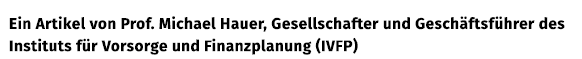 Ein Artikel von Prof. Michael Hauer, Gesellschafter und Geschäftsführer des
Instituts für Vorsorge und Finanzplanung (IVFP)